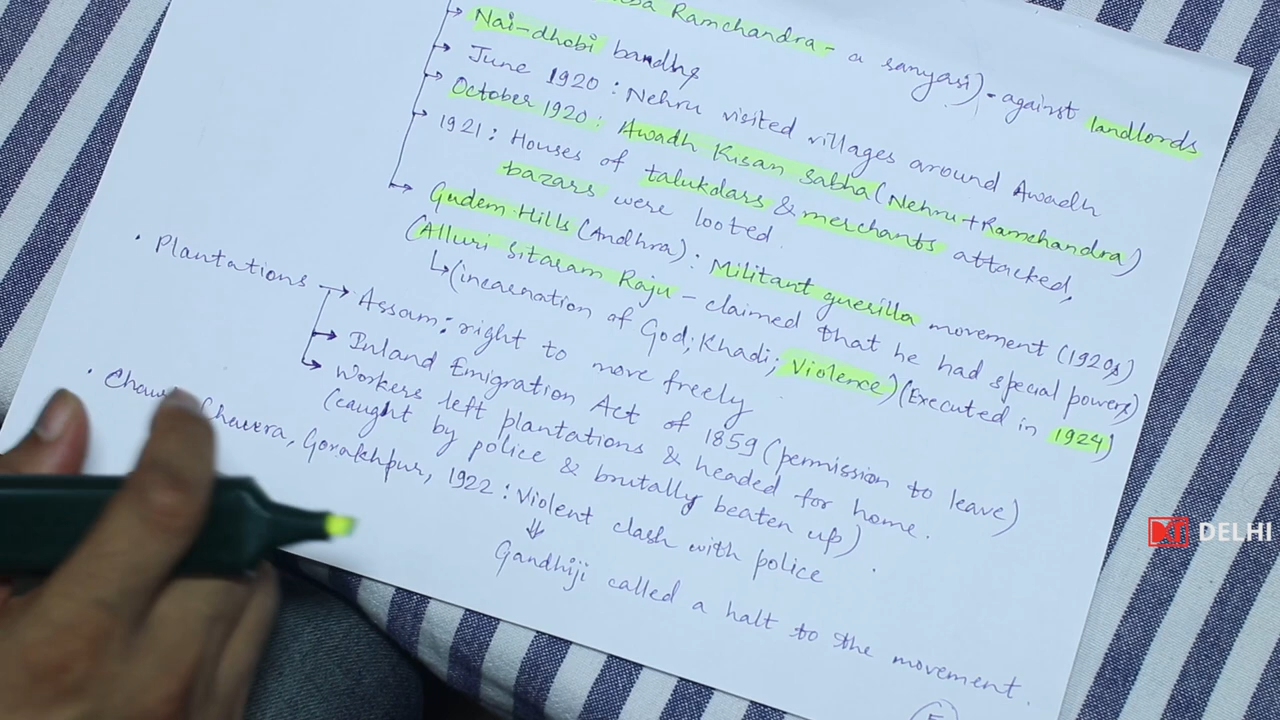 Ramchandra - a sanyasi) - against landlords
→ Nai-dhobi bandhs
→ June 1920 : Nehru visited villages around Awadh
→ October 1920 : Awadh Kisan Sabha (Nehru + Ramchandra)
→ 1921 : Houses of talukdars & merchants attacked,
bazars were looted.
→ Gudem Hills (Andhra) : Militant guerilla movement (1920s)
(Alluri Sitaram Raju - claimed that he had special powers)
↳ (incarnation of God; Khadi; Violence) (Executed in 1924)
• Plantations → Assam : right to move freely
→ Inland Emigration Act of 1859 (permission to leave)
→ Workers left plantations & headed for home.
(caught by police & brutally beaten up)
• Chauri Chaura, Gorakhpur, 1922 : Violent clash with police
⇓
Gandhiji called a halt to the movement.
DELHI